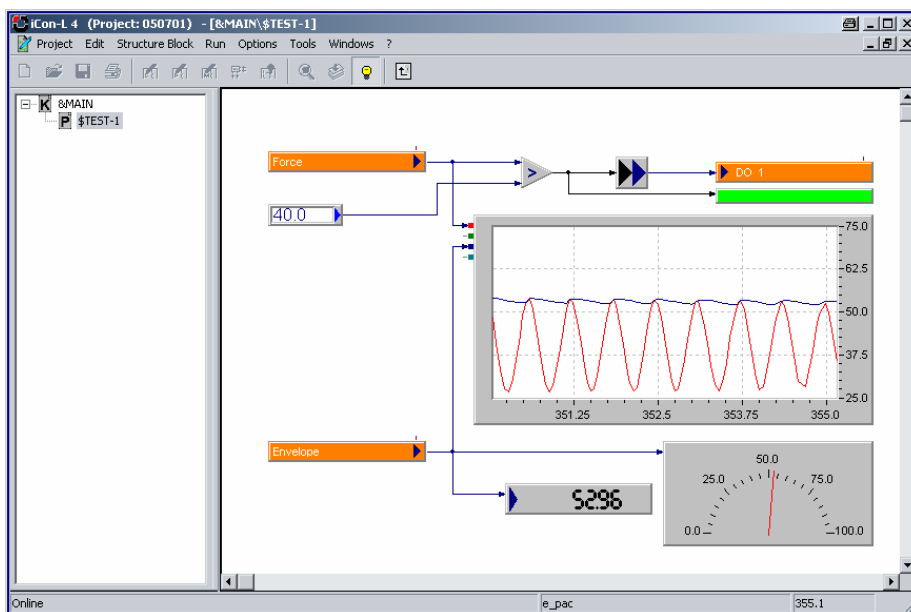 iCon-L 4 (Project: 050701) - [&MAIN\$TEST-1]
Project Edit Structure Block Run Options Tools Windows ?
K &MAIN
P $TEST-1
Force
>
DO 1
40.0
75.0
62.5
50.0
37.5
25.0
351.25 352.5 353.75 355.0
Envelope
52.96
0.0 25.0 50.0 75.0 100.0
Online e_pac 355.1